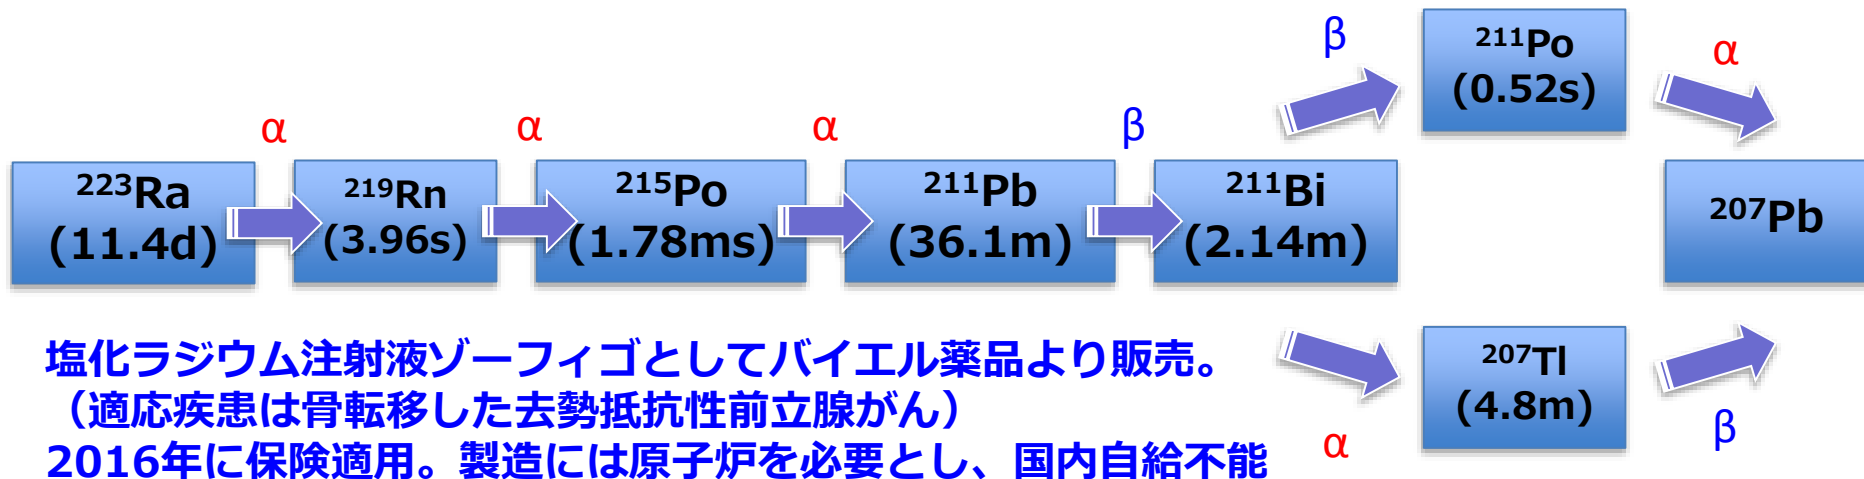 β
²¹¹Po
(0.52s)
α
α
α
α
β
²²³Ra
(11.4d)
²¹⁹Rn
(3.96s)
²¹⁵Po
(1.78ms)
²¹¹Pb
(36.1m)
²¹¹Bi
(2.14m)
²⁰⁷Pb
塩化ラジウム注射液ゾーフィゴとしてバイエル薬品より販売。
（適応疾患は骨転移した去勢抵抗性前立腺がん）
2016年に保険適用。製造には原子炉を必要とし、国内自給不能
α
²⁰⁷Tl
(4.8m)
β